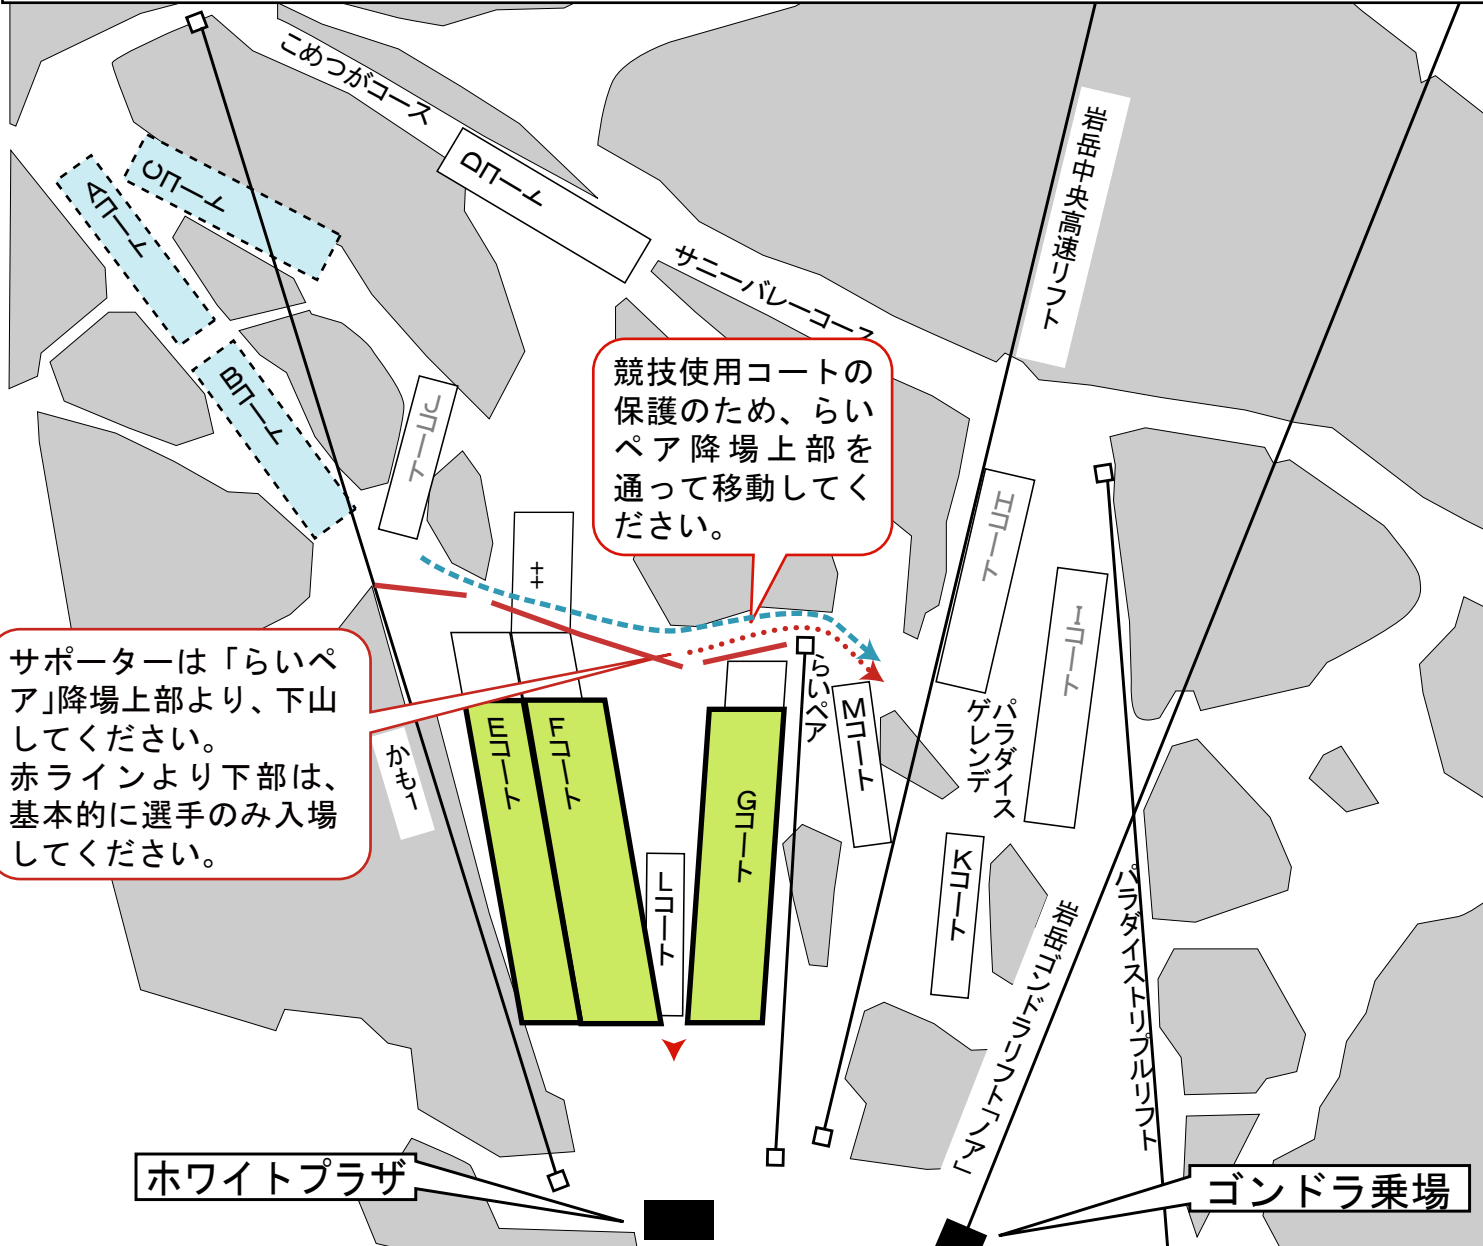 こめつがコース
岩岳中央高速リフト
Cコート
Aコート
Dコート
サニーバレーコース
Bコート
Jコート
競技使用コートの
保護のため、らい
ペア降場上部を
通って移動してく
ださい。
Hコート
Iコート
サポーターは「らいペ
ア」降場上部より、下山
してください。
赤ラインより下部は、
基本的に選手のみ入場
してください。
かも1
Eコート
Fコート
Gコート
Lコート
らいペア
Mコート
パラダイス
ゲレンデ
Kコート
岩岳ゴンドラリフト「ノア」
パラダイストリプルリフト
ホワイトプラザ
ゴンドラ乗場